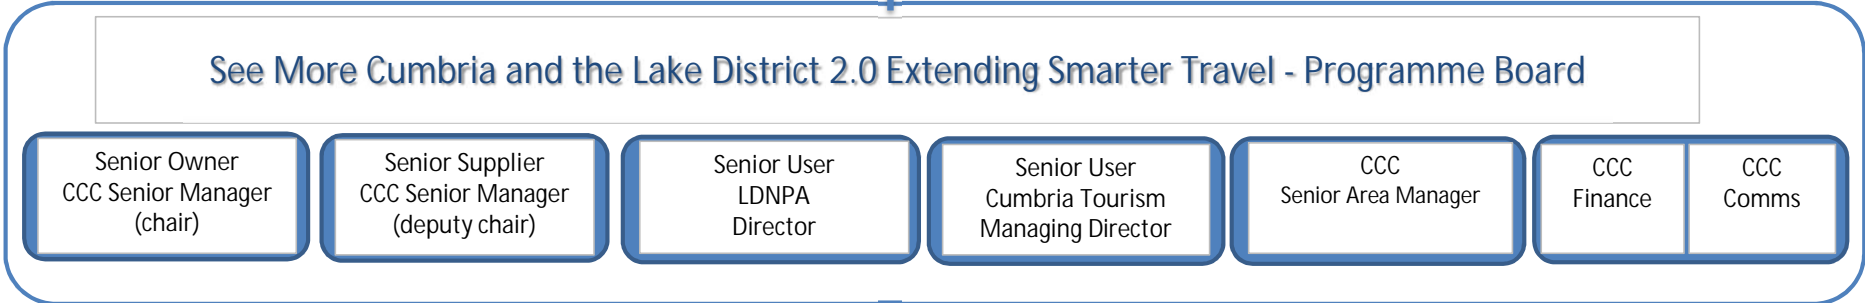 See More Cumbria and the Lake District 2.0 Extending Smarter Travel - Programme Board
Senior Owner
CCC Senior Manager
(chair)
Senior Supplier
CCC Senior Manager
(deputy chair)
Senior User
LDNPA
Director
Senior User
Cumbria Tourism
Managing Director
CCC
Senior Area Manager
CCC
Finance
CCC
Comms